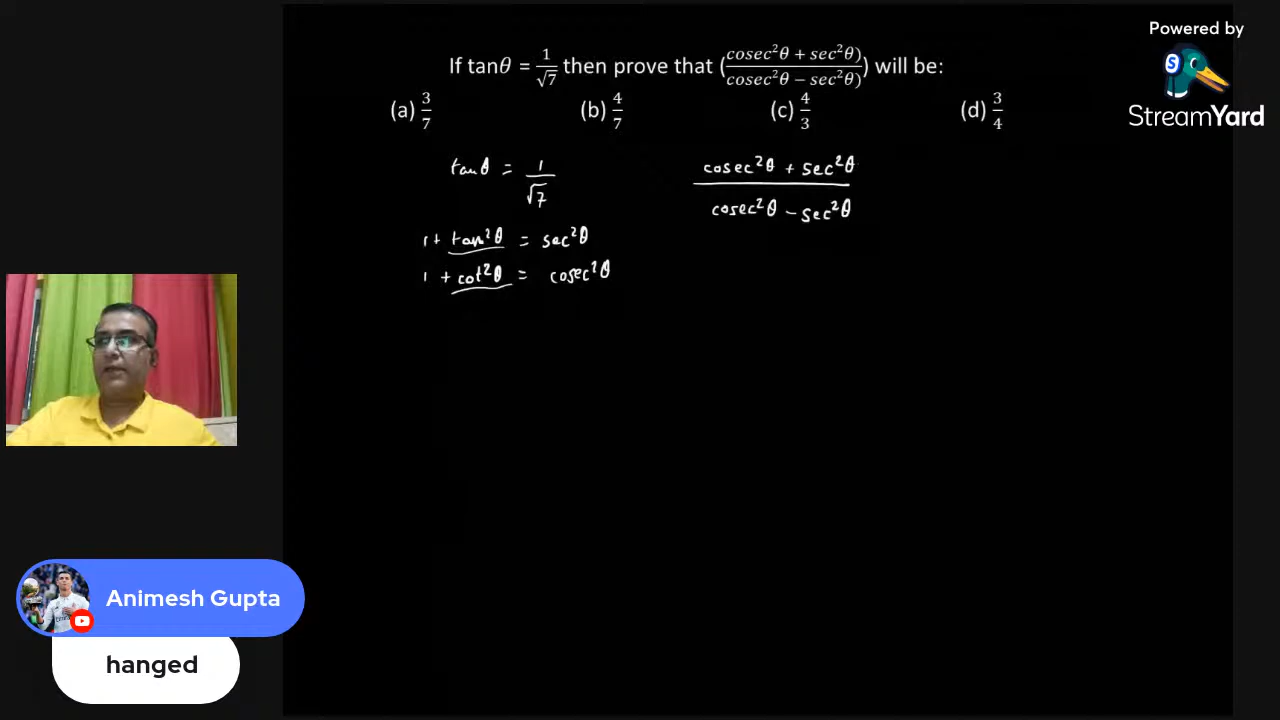 Powered by
S
StreamYard
If tanθ = 1/√7 then prove that (cosec²θ + sec²θ)/(cosec²θ − sec²θ)) will be:
(a) 3/7 (b) 4/7 (c) 4/3 (d) 3/4
tanθ = 1/√7
cosec²θ + sec²θ
cosec²θ − sec²θ
1 + tan²θ = sec²θ
1 + cot²θ = cosec²θ
Animesh Gupta
hanged